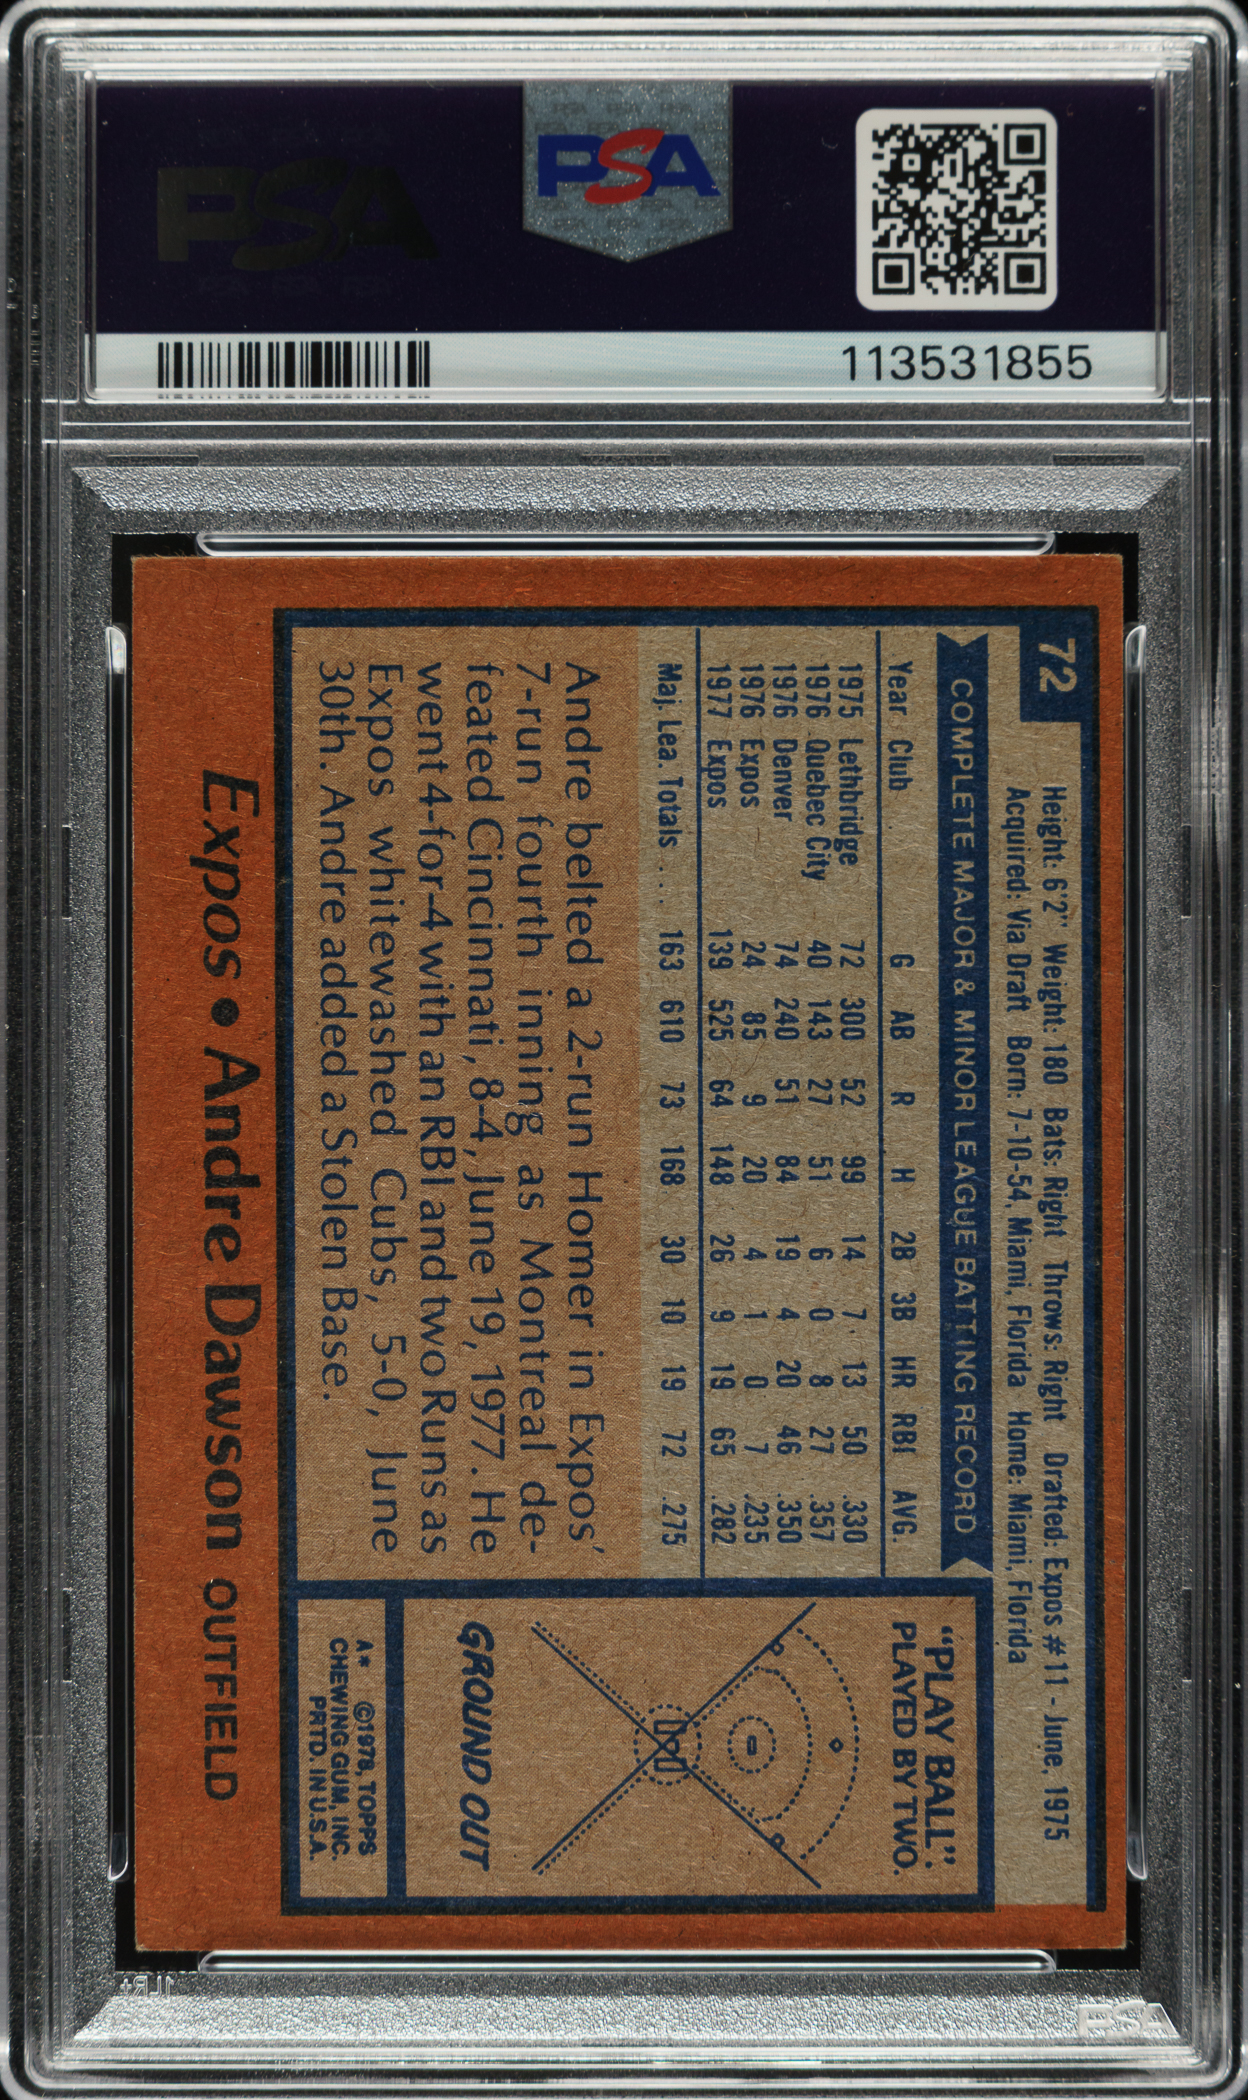 PSA
PSA
113531855
72
Height: 6'2" Weight: 180 Bats: Right Throws: Right Drafted: Expos #11 - June, 1975
Acquired: Via Draft Born: 7-10-54, Miami, Florida Home: Miami, Florida
COMPLETE MAJOR & MINOR LEAGUE BATTING RECORD
Year Club G AB R H 2B 3B HR RBI AVG.
1975 Lethbridge 72 300 52 99 14 7 13 50 .330
1976 Quebec City 40 143 27 51 6 0 8 27 .357
1976 Denver 74 240 51 84 19 4 20 46 .350
1976 Expos 24 85 9 20 4 1 0 7 .235
1977 Expos 139 525 64 148 26 9 19 65 .282
Maj. Lea. Totals .... 163 610 73 168 30 10 19 72 .275
Andre belted a 2-run Homer in Expos'
7-run fourth inning as Montreal de-
feated Cincinnati, 8-4, June 19, 1977. He
went 4-for-4 with an RBI and two Runs as
Expos whitewashed Cubs, 5-0, June
30th. Andre added a Stolen Base.
"PLAY BALL":
PLAYED BY TWO.
GROUND OUT
A* ©1978, TOPPS
CHEWING GUM, INC.
PRTD. IN U.S.A.
Expos • Andre Dawson OUTFIELD
PSA